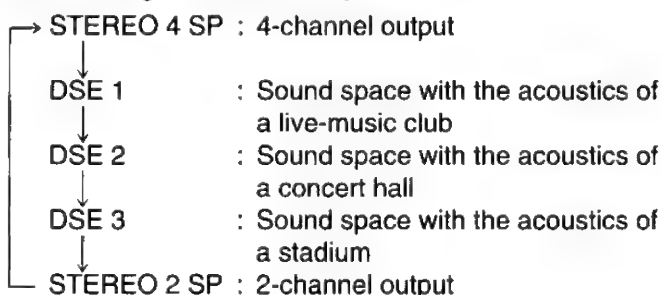 STEREO 4 SP : 4-channel output
DSE 1 : Sound space with the acoustics of
a live-music club
DSE 2 : Sound space with the acoustics of
a concert hall
DSE 3 : Sound space with the acoustics of
a stadium
STEREO 2 SP : 2-channel output